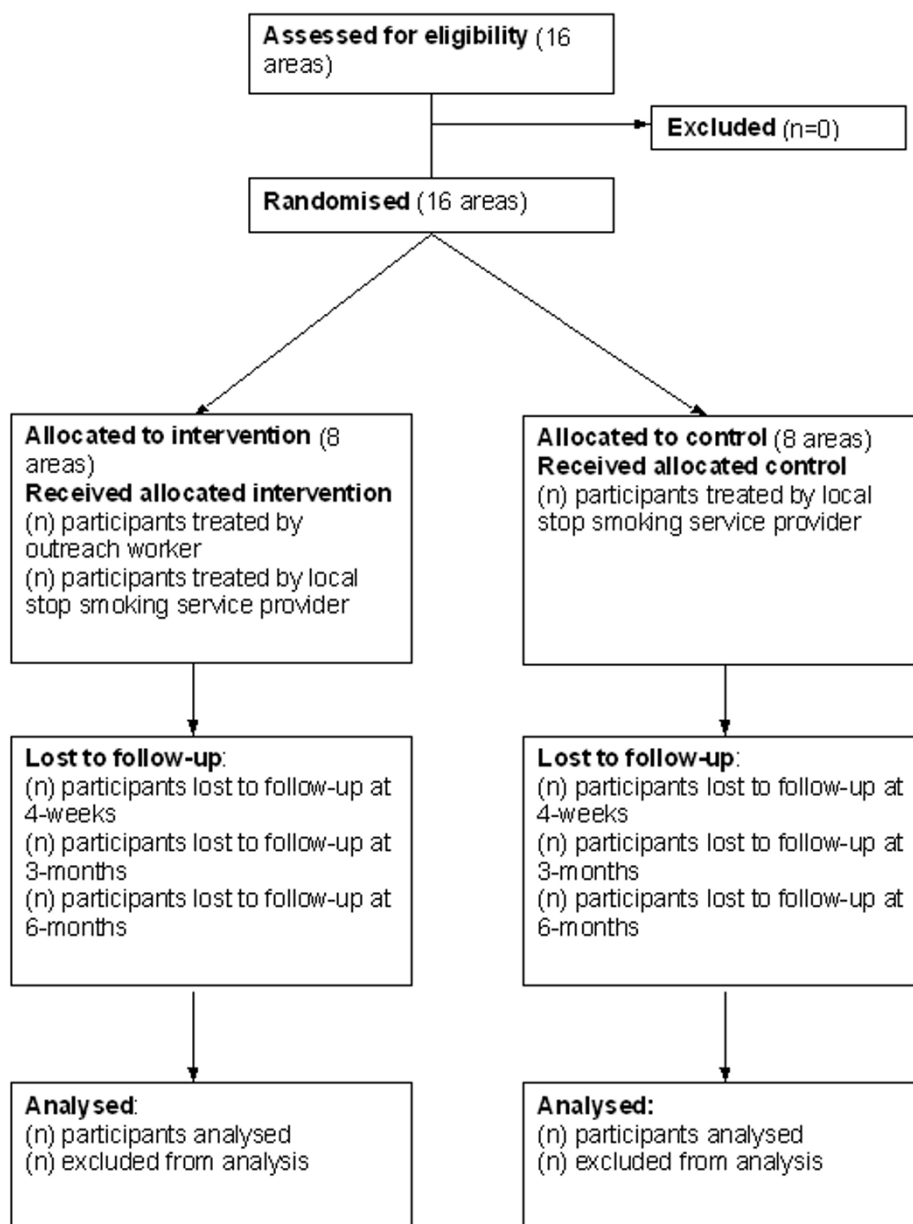 Assessed for eligibility (16
areas)
Excluded (n=0)
Randomised (16 areas)
Allocated to intervention (8
areas)
Received allocated intervention
(n) participants treated by
outreach worker
(n) participants treated by local
stop smoking service provider
Allocated to control (8 areas)
Received allocated control
(n) participants treated by local
stop smoking service provider
Lost to follow-up:
(n) participants lost to follow-up at
4-weeks
(n) participants lost to follow-up at
3-months
(n) participants lost to follow-up at
6-months
Lost to follow-up:
(n) participants lost to follow-up at
4-weeks
(n) participants lost to follow-up at
3-months
(n) participants lost to follow-up at
6-months
Analysed:
(n) participants analysed
(n) excluded from analysis
Analysed:
(n) participants analysed
(n) excluded from analysis